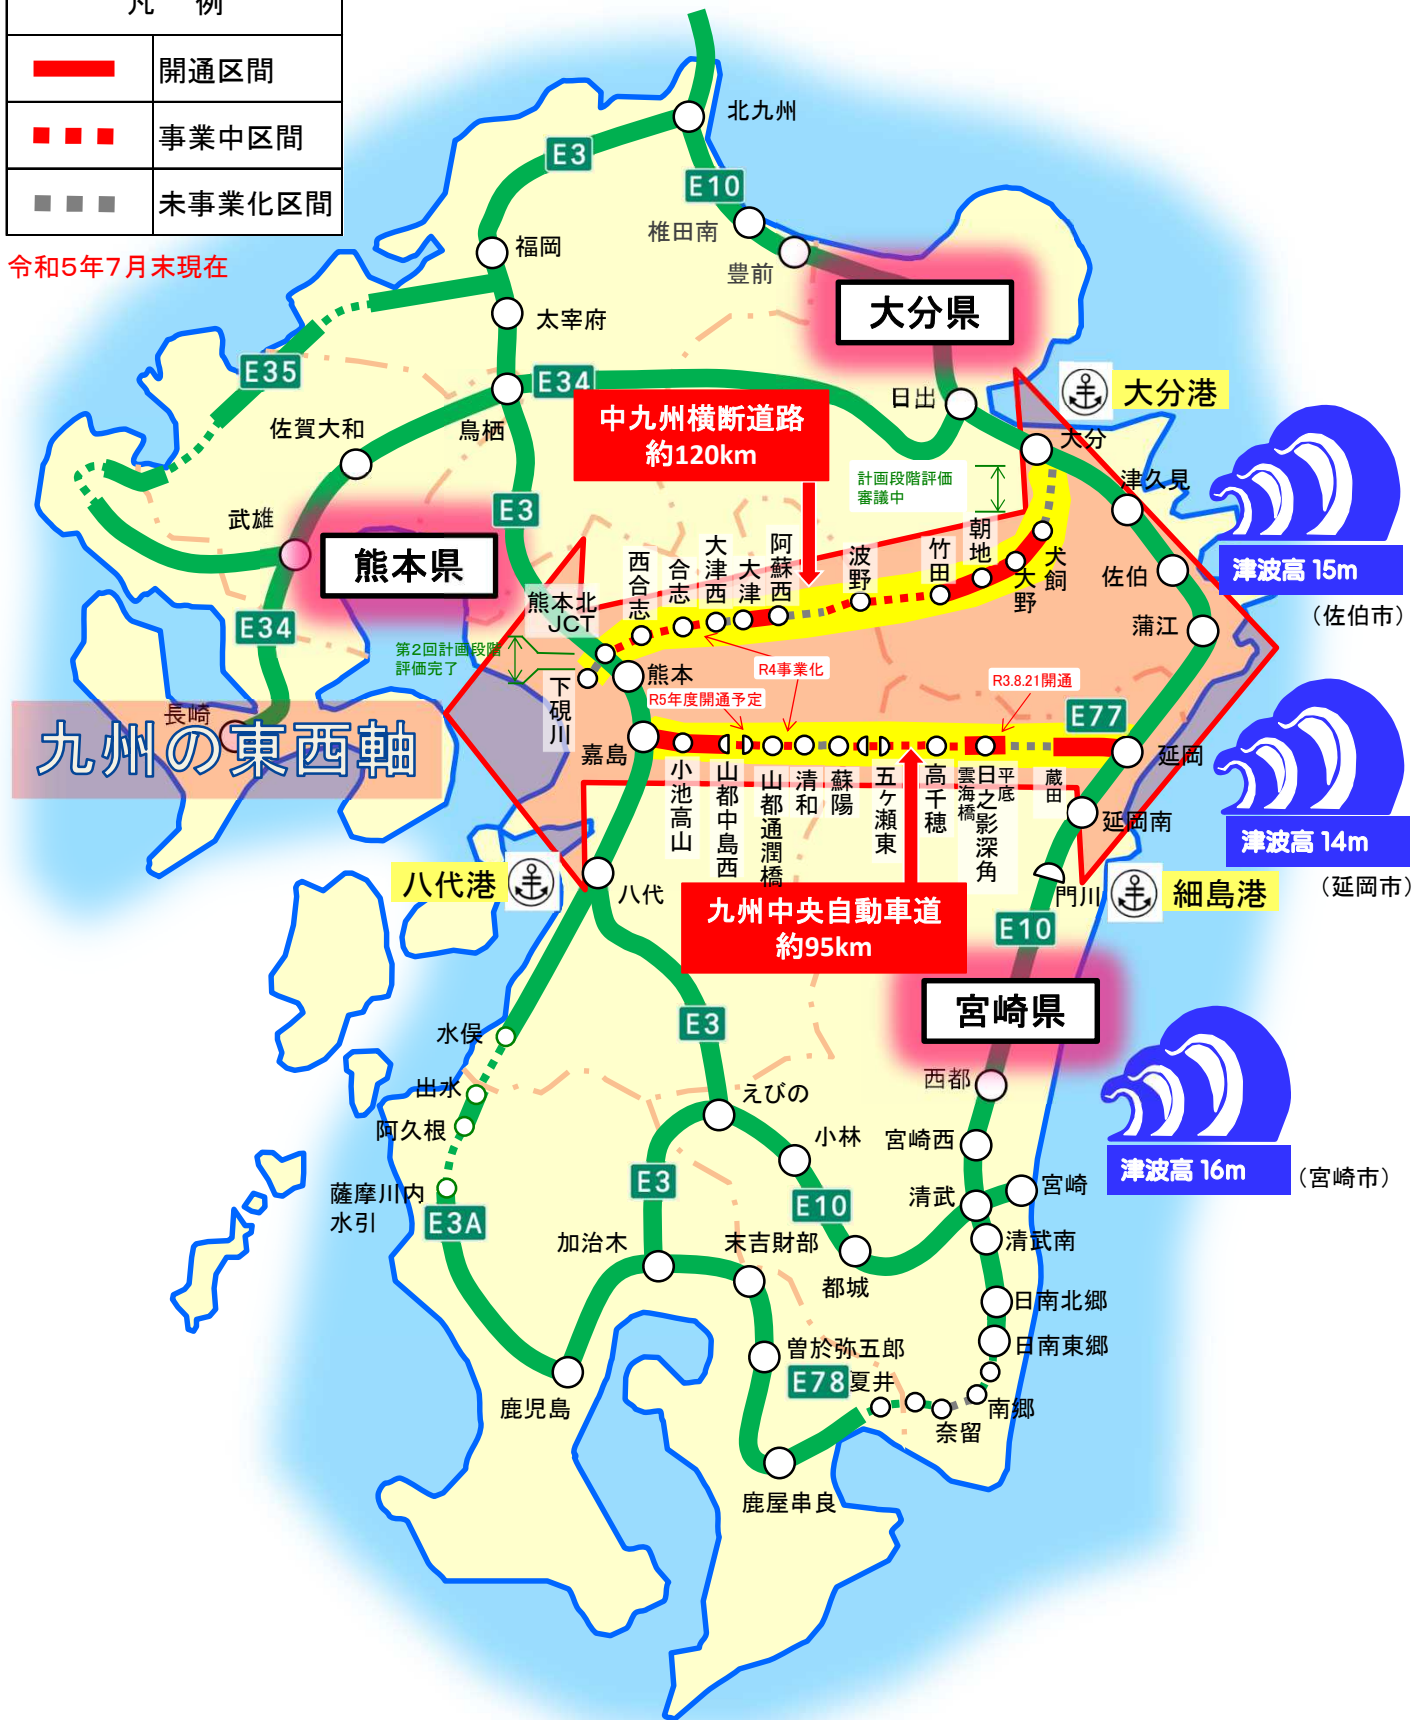 凡　例
開通区間
事業中区間
未事業化区間
令和5年7月末現在
北九州
E3
E10
椎田南
豊前
福岡
太宰府
大分県
E35
E34
日出
大分港
佐賀大和
鳥栖
中九州横断道路
約120km
大分
計画段階評価
審議中
津久見
武雄
E3
熊本県
津波高 15m
(佐伯市)
佐伯
蒲江
E34
熊本北
JCT
西合志
合志
大津西
大津
阿蘇西
波野
竹田
朝地
大野
犬飼
第2回計画段階
評価完了
下硯川
熊本
R4事業化
R5年度開通予定
R3.8.21開通
E77
長崎
九州の東西軸
嘉島
小池高山
山都中島西
山都通潤橋
清和
蘇陽
五ヶ瀬東
高千穂
雲海橋
日之影深角
平底
蔵田
延岡
延岡南
津波高 14m
(延岡市)
八代港
八代
門川
細島港
九州中央自動車道
約95km
E10
宮崎県
水俣
E3
出水
阿久根
えびの
西都
小林
宮崎西
津波高 16m
(宮崎市)
薩摩川内
水引
E3A
E3
E10
清武
宮崎
加治木
末吉財部
都城
清武南
日南北郷
日南東郷
曽於弥五郎
E78
夏井
鹿児島
南郷
奈留
鹿屋串良